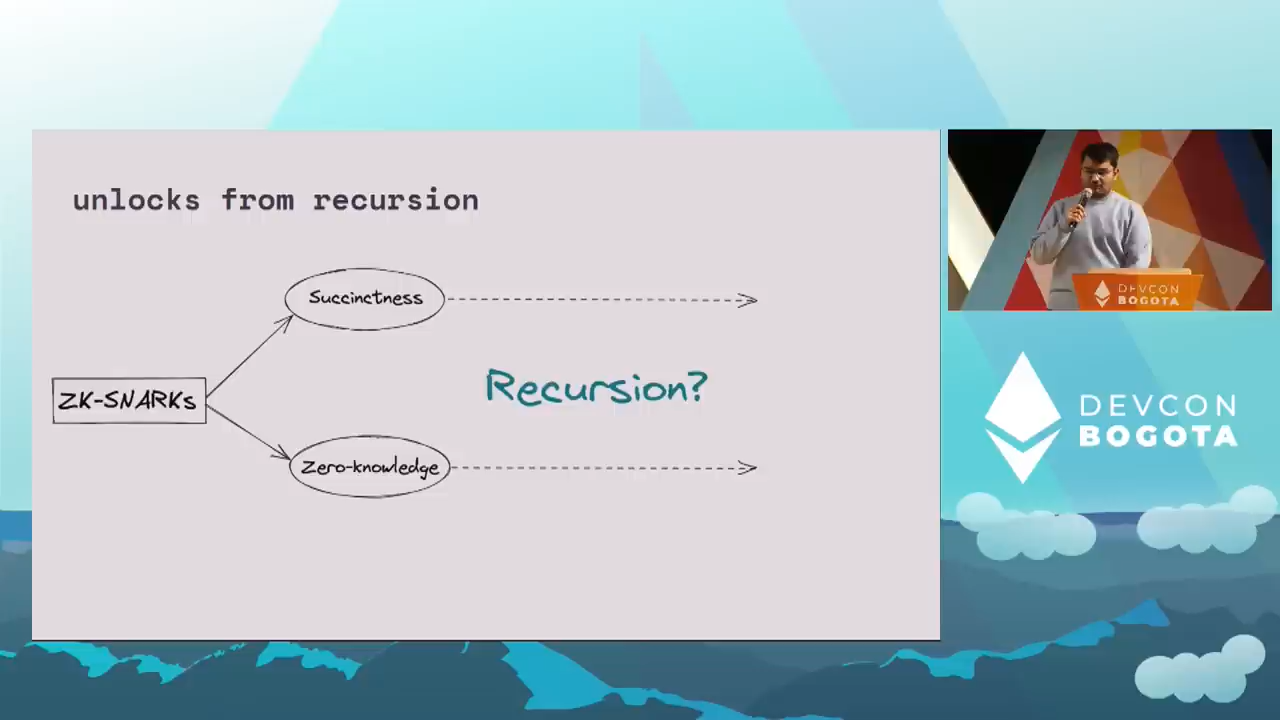 unlocks from recursion
Succinctness
Recursion?
ZK-SNARKs
Zero-knowledge
DEVCON
BOGOTA
DEVCON
BOGOTA